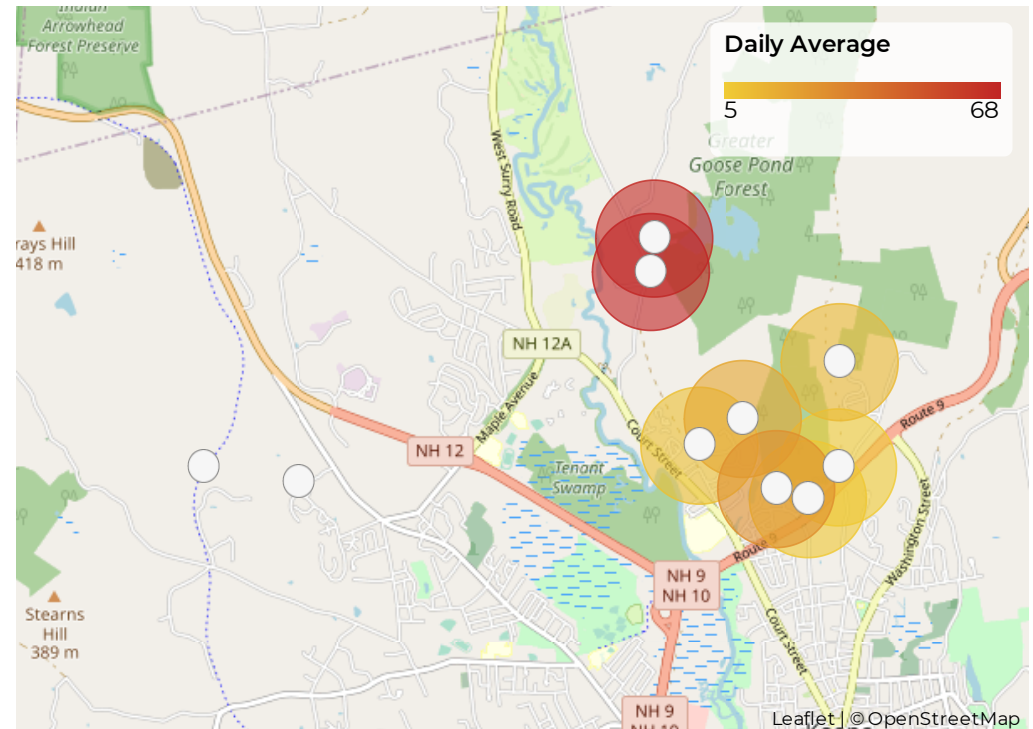 Indian
Arrowhead
Forest Preserve
Daily Average
5 68
Greater
Goose Pond
Forest
West Surry Road
rays Hill
418 m
NH 12A
Maple Avenue
Route 9
NH 12
Court Street
Tenant
Swamp
Washington Street
Route 9
NH 9
NH 10
Stearns
Hill
389 m
Court Street
NH 9
NH 10
Leaflet | © OpenStreetMap